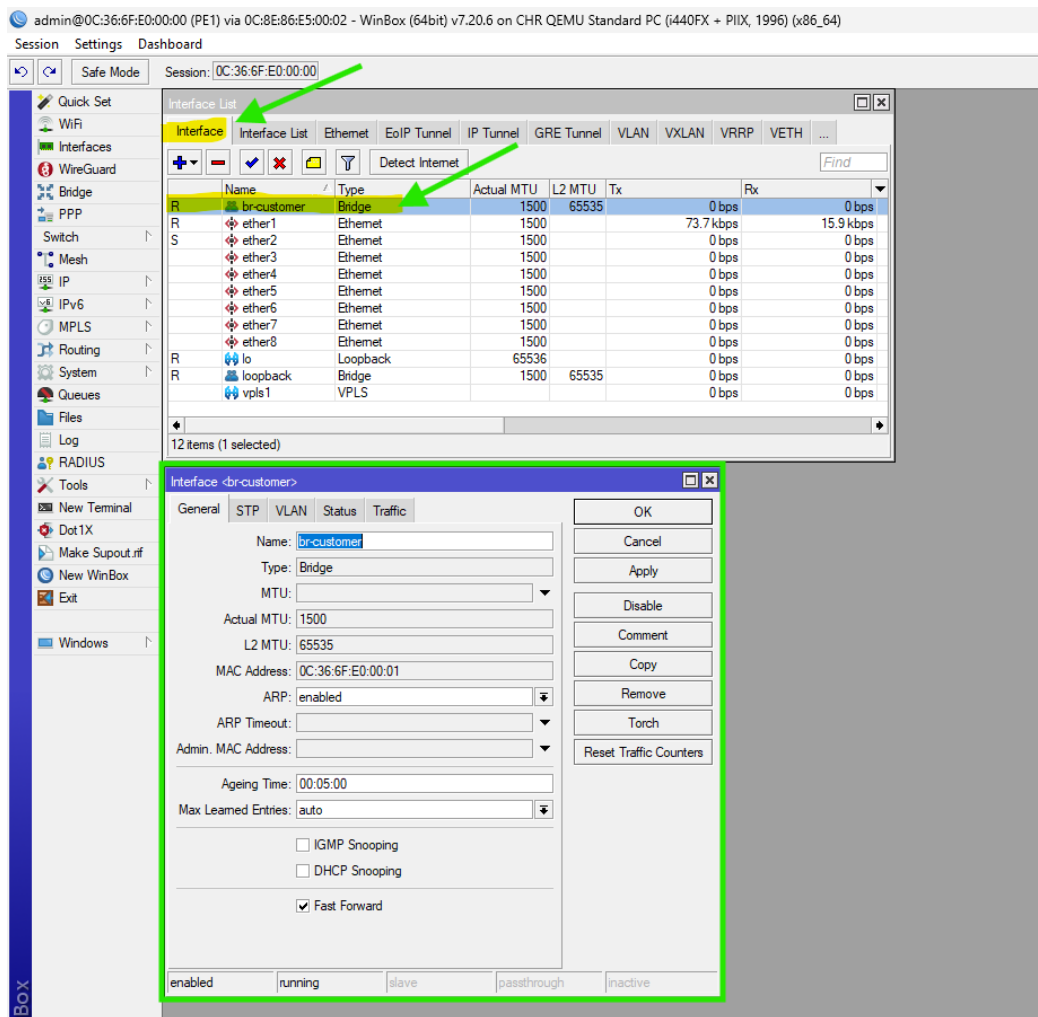 admin@0C:36:6F:E0:00:00 (PE1) via 0C:8E:86:E5:00:02 - WinBox (64bit) v7.20.6 on CHR QEMU Standard PC (i440FX + PIIX, 1996) (x86_64)
Session Settings Dashboard
Safe Mode Session: 0C:36:6F:E0:00:00
Quick Set
WiFi
Interfaces
WireGuard
Bridge
PPP
Switch
Mesh
IP
IPv6
MPLS
Routing
System
Queues
Files
Log
RADIUS
Tools
New Terminal
Dot1X
Make Supout.rif
New WinBox
Exit
Windows
Box
Interface List
Interface Interface List Ethernet EoIP Tunnel IP Tunnel GRE Tunnel VLAN VXLAN VRRP VETH ...
Detect Internet Find
Name Type Actual MTU L2 MTU Tx Rx
R br-customer Bridge 1500 65535 0 bps 0 bps
R ether1 Ethernet 1500 73.7 kbps 15.9 kbps
S ether2 Ethernet 1500 0 bps 0 bps
ether3 Ethernet 1500 0 bps 0 bps
ether4 Ethernet 1500 0 bps 0 bps
ether5 Ethernet 1500 0 bps 0 bps
ether6 Ethernet 1500 0 bps 0 bps
ether7 Ethernet 1500 0 bps 0 bps
ether8 Ethernet 1500 0 bps 0 bps
R lo Loopback 65536 0 bps 0 bps
R loopback Bridge 1500 65535 0 bps 0 bps
vpls1 VPLS 0 bps 0 bps
12 items (1 selected)
Interface <br-customer>
General STP VLAN Status Traffic
Name: br-customer
Type: Bridge
MTU:
Actual MTU: 1500
L2 MTU: 65535
MAC Address: 0C:36:6F:E0:00:01
ARP: enabled
ARP Timeout:
Admin. MAC Address:
Ageing Time: 00:05:00
Max Learned Entries: auto
IGMP Snooping
DHCP Snooping
Fast Forward
OK
Cancel
Apply
Disable
Comment
Copy
Remove
Torch
Reset Traffic Counters
enabled running slave passthrough inactive